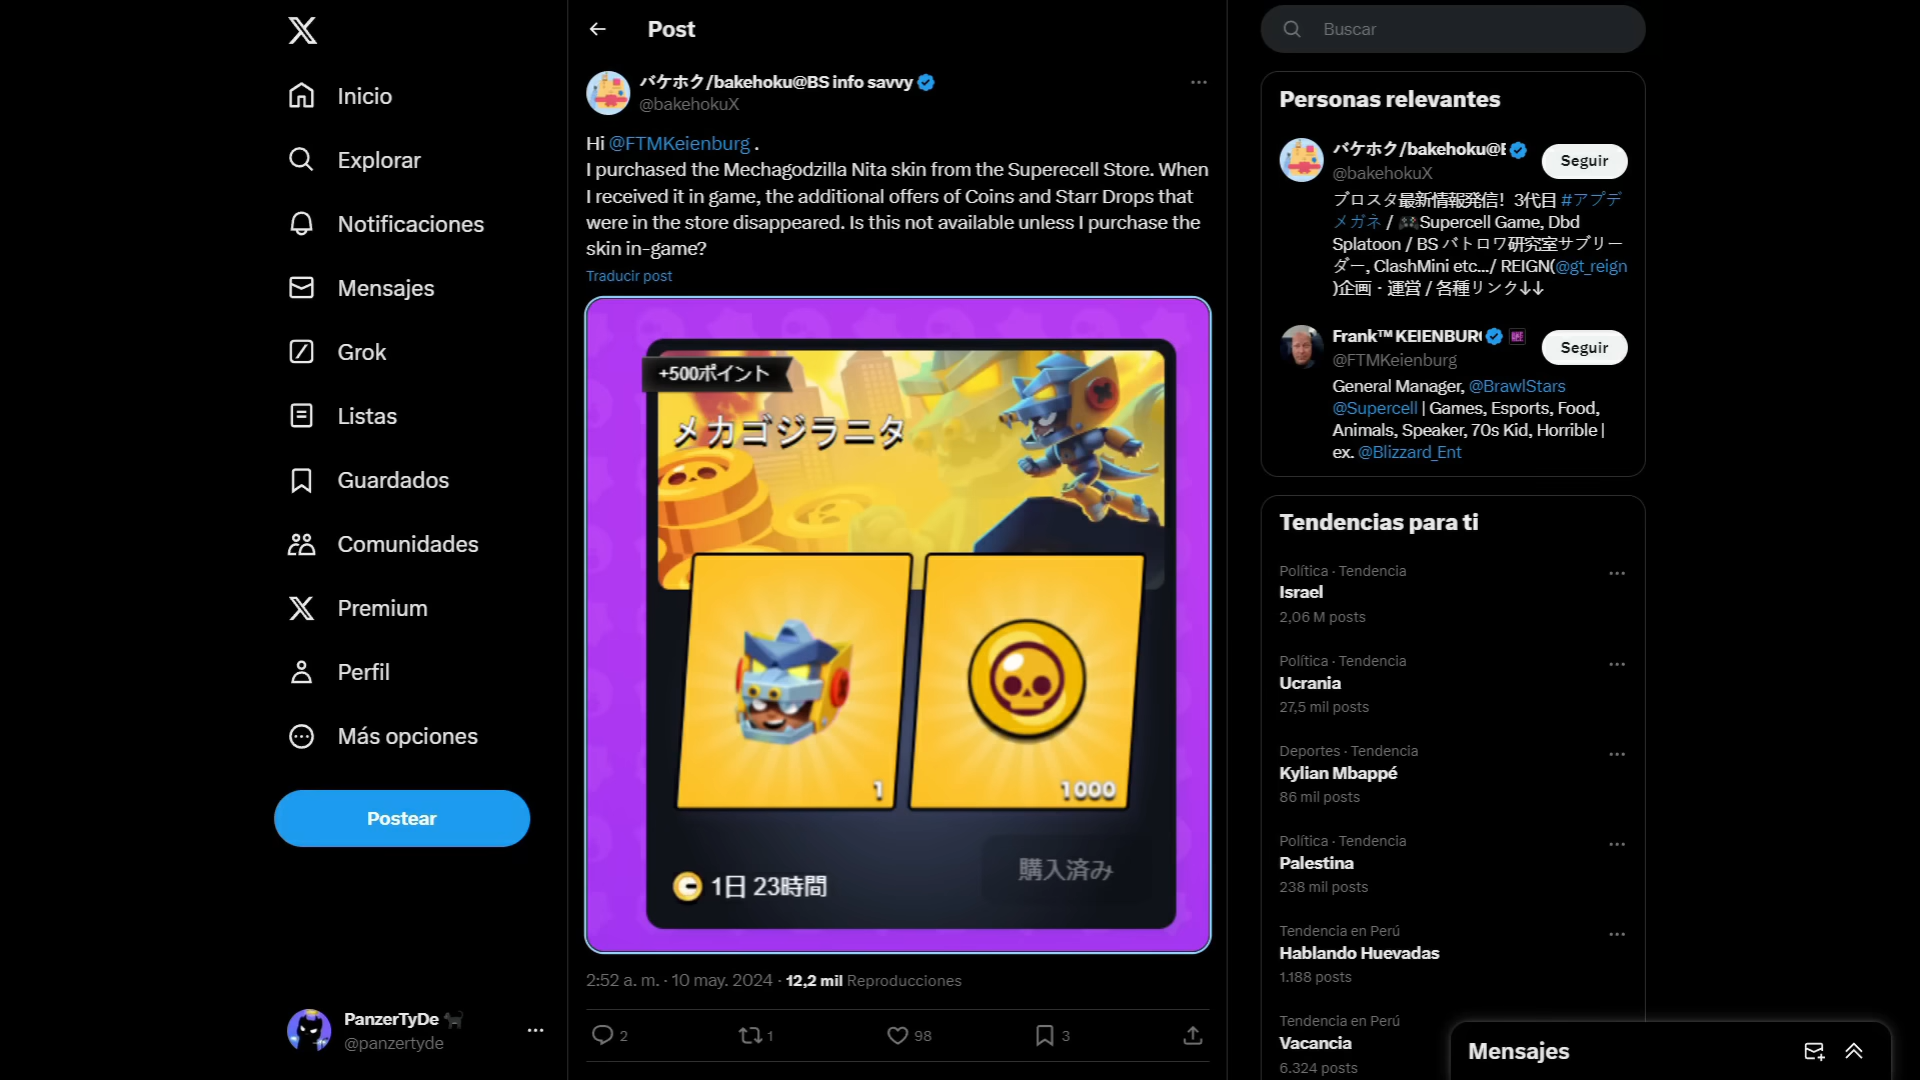 Inicio
Explorar
Notificaciones
Mensajes
Grok
Listas
Guardados
Comunidades
Premium
Perfil
Más opciones
Postear
PanzerTyDe
@panzertyde
Post
バケホク/bakehoku@BS info savvy
@bakehokuX
Hi @FTMKeienburg .
I purchased the Mechagodzilla Nita skin from the Superecell Store. When
I received it in game, the additional offers of Coins and Starr Drops that
were in the store disappeared. Is this not available unless I purchase the
skin in-game?
Traducir post
+500ポイント
メカゴジラニタ
1
1000
1日 23時間
購入済み
2:52 a. m. · 10 may. 2024 · 12,2 mil Reproducciones
2
1
98
3
Buscar
Personas relevantes
バケホク/bakehoku@
Seguir
@bakehokuX
ブロスタ最新情報発信！3代目 #アプデ
メガネ / 🎮Supercell Game, Dbd
Splatoon / BS バトロワ研究室サブリー
ダー, ClashMini etc.../ REIGN(@gt_reign
)企画・運営 / 各種リンク↓↓
Frank™ KEIENBUR
Seguir
@FTMKeienburg
General Manager, @BrawlStars
@Supercell | Games, Esports, Food,
Animals, Speaker, 70s Kid, Horrible |
ex. @Blizzard_Ent
Tendencias para ti
Política · Tendencia
Israel
2,06 M posts
Política · Tendencia
Ucrania
27,5 mil posts
Deportes · Tendencia
Kylian Mbappé
86 mil posts
Política · Tendencia
Palestina
238 mil posts
Tendencia en Perú
Hablando Huevadas
1.188 posts
Tendencia en Perú
Vacancia
6.324 posts
Mensajes